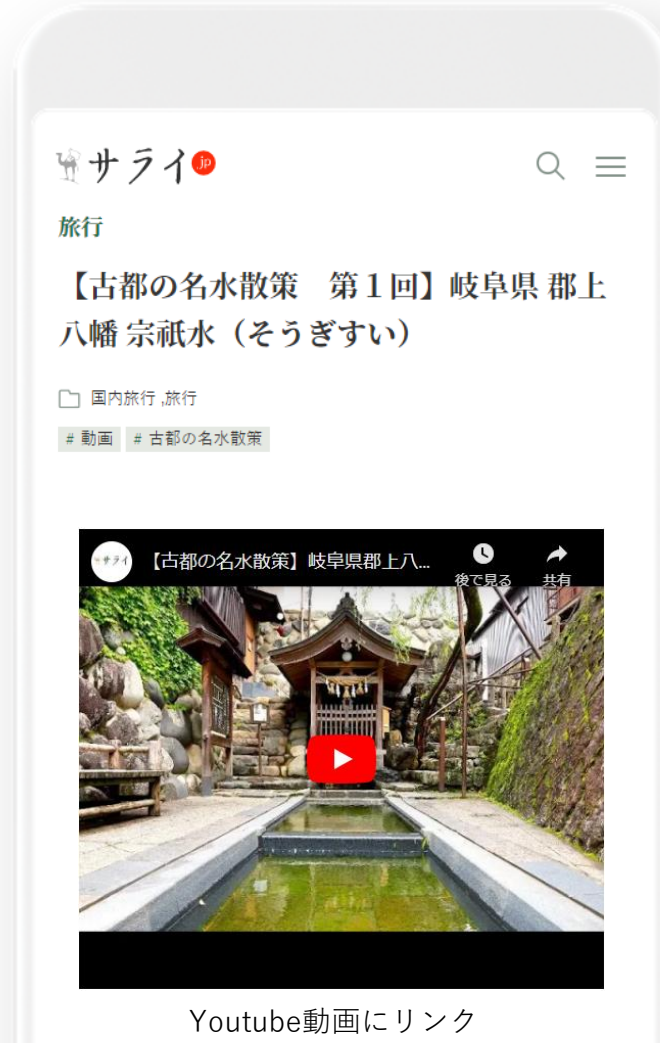 サライ.jp
旅行
【古都の名水散策　第１回】岐阜県 郡上
八幡 宗祇水（そうぎすい）
国内旅行 ,旅行
# 動画 # 古都の名水散策
サライ 【古都の名水散策】岐阜県郡上八... 後で見る 共有
Youtube動画にリンク